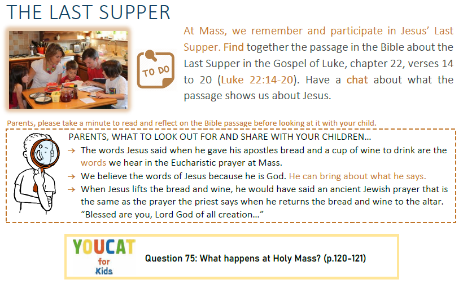 THE LAST SUPPER
At Mass, we remember and participate in Jesus' Last
Supper. Find together the passage in the Bible about the
Last Supper in the Gospel of Luke, chapter 22, verses 14
to 20 (Luke 22:14-20). Have a chat about what the
passage shows us about Jesus.
TO DO
Parents, please take a minute to read and reflect on the Bible passage before looking at it with your child.
PARENTS, WHAT TO LOOK OUT FOR AND SHARE WITH YOUR CHILDREN…
→ The words Jesus said when he gave his apostles bread and a cup of wine to drink are the
words we hear in the Eucharistic prayer at Mass.
→ We believe the words of Jesus because he is God. He can bring about what he says.
→ When Jesus lifts the bread and wine, he would have said an ancient Jewish prayer that is
the same as the prayer the priest says when he returns the bread and wine to the altar.
"Blessed are you, Lord God of all creation…"
YOUCAT
for
Kids
Question 75: What happens at Holy Mass? (p.120-121)